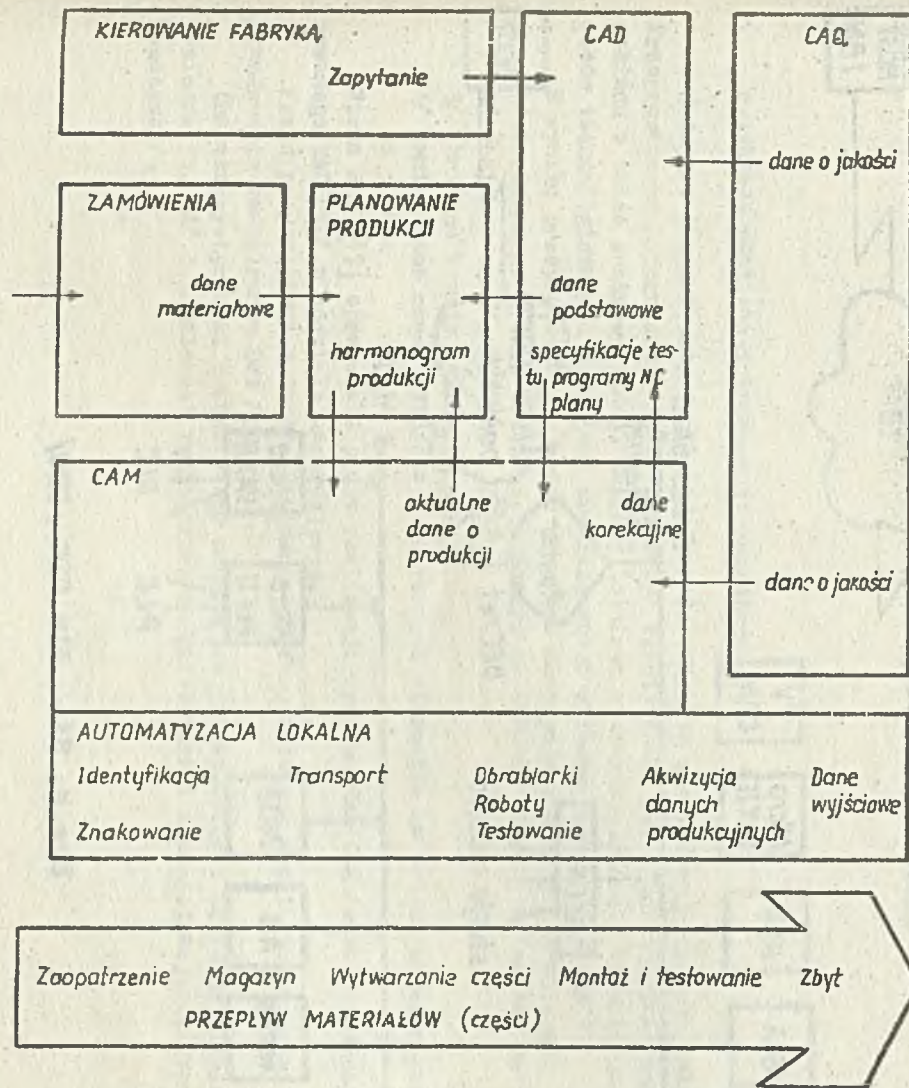 KIEROWANIE FABRYKĄ
Zapytanie
CAD
CAQ
dane o jakości
ZAMÓWIENIA
dane
materiałowe
PLANOWANIE
PRODUKCJI
harmonogram
produkcji
dane
podstawowe
specyfikacje tes-
tu programy NC
plany
CAM
aktualne
dane o
produkcji
dane
korekcyjne
dane o jakości
AUTOMATYZACJA LOKALNA
Identyfikacja
Znakowanie
Transport
Obrabiarki
Roboty
Testowanie
Akwizycja
danych
produkcyjnych
Dane
wyjściowe
Zaopatrzenie Magazyn Wytwarzanie części Montaż i testowanie Zbyt
PRZEPŁYW MATERIAŁÓW (części)